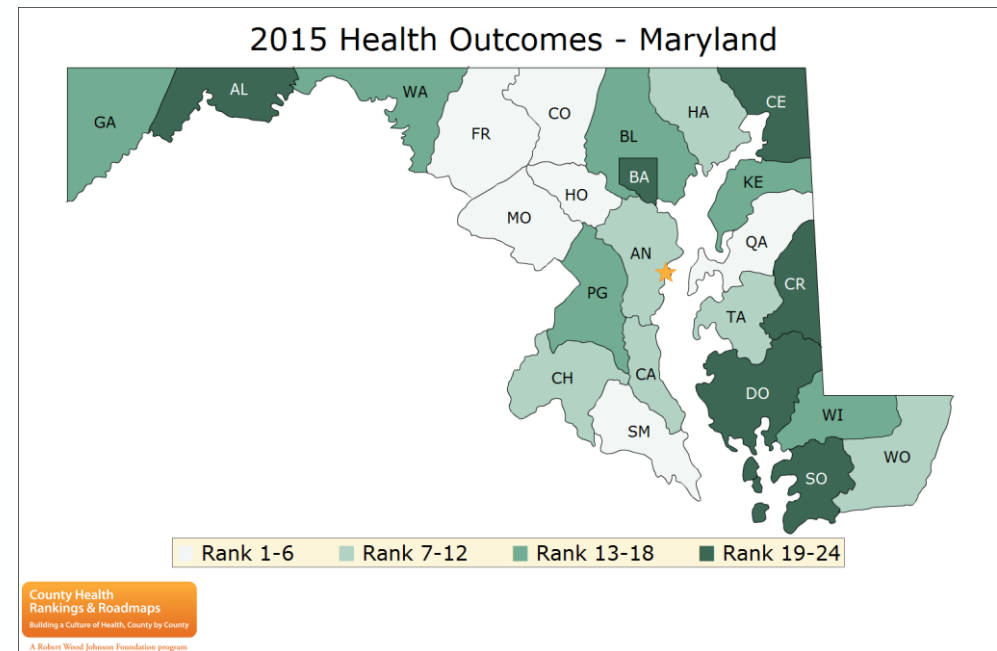 2015 Health Outcomes - Maryland
GA
AL
WA
FR
CO
BL
HA
CE
BA
KE
HO
MO
QA
AN
CR
PG
TA
CH
CA
DO
SM
WI
WO
SO
Rank 1-6 Rank 7-12 Rank 13-18 Rank 19-24
County Health
Rankings & Roadmaps
Building a Culture of Health, County by County
A Robert Wood Johnson Foundation program